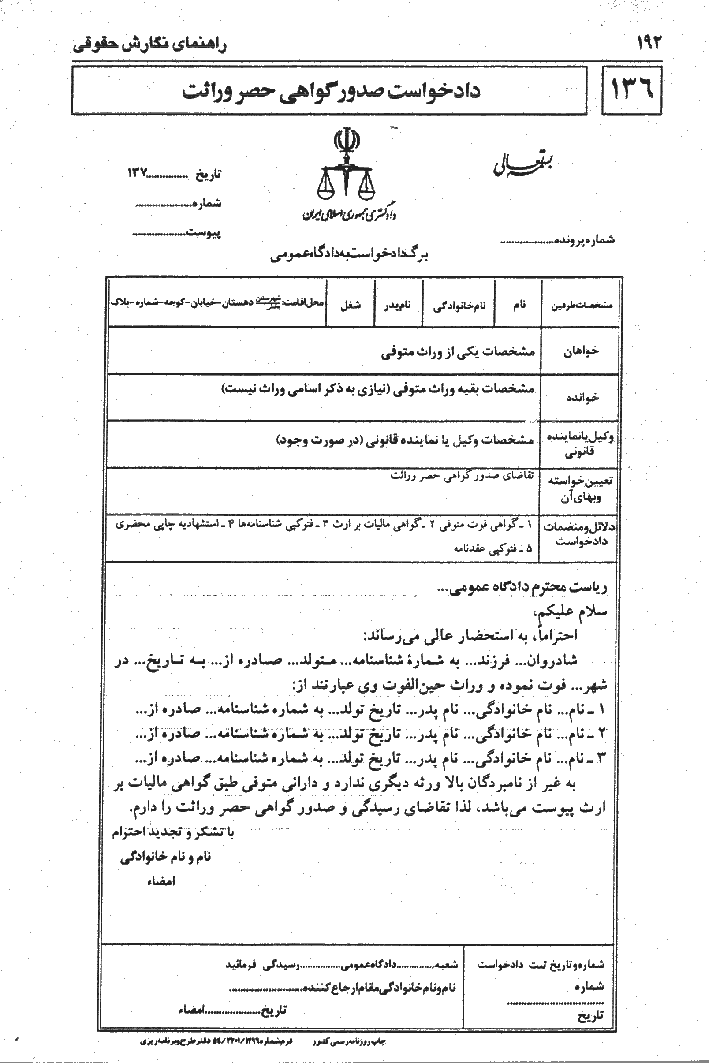 ۱۹۲
راهنمای نگارش حقوقی
۱۳۶
دادخواست صدور گواهی حصر وراثت
بسمه تعالی
تاریخ ............ ۱۳۷
شماره ................
پیوست ................
دادگستری جمهوری اسلامی ایران
شماره پرونده ................
برگ دادخواست به دادگاه عمومی
مشخصات طرفین
نام
نام خانوادگی
نام پدر
شغل
محل اقامت: دهستان – خیابان – کوچه – شماره – پلاک
خواهان
مشخصات یکی از وراث متوفی
خوانده
مشخصات بقیه وراث متوفی (نیازی به ذکر اسامی وراث نیست)
وکیل یا نماینده قانونی
مشخصات وکیل یا نماینده قانونی (در صورت وجود)
تعیین خواسته وبهای آن
تقاضای صدور گواهی حصر وراثت
دلائل و منضمات دادخواست
۱ ـ گواهی فوت متوفی ۲ ـ گواهی مالیات بر ارث ۳ ـ فتوکپی شناسنامه‌ها ۴ ـ استشهادیه چاپی محضری
۵ ـ فتوکپی عقدنامه
ریاست محترم دادگاه عمومی...
سلام علیکم،
احتراماً، به استحضار عالی می‌رساند:
شادروان... فرزند... به شمارهٔ شناسنامه... متولد... صادره از... به تاریخ... در
شهر... فوت نموده و وراث حین‌الفوت وی عبارتند از:
۱ ـ نام... نام خانوادگی... نام پدر... تاریخ تولد... به شماره شناسنامه... صادره از...
۲ ـ نام... نام خانوادگی... نام پدر... تاریخ تولد... به شماره شناسنامه... صادره از...
۳ ـ نام... نام خانوادگی... نام پدر... تاریخ تولد... به شماره شناسنامه... صادره از...
به غیر از نامبردگان بالا ورثه دیگری ندارد و دارائی متوفی طبق گواهی مالیات بر
ارث پیوست می‌باشد، لذا تقاضای رسیدگی و صدور گواهی حصر وراثت را دارم.
با تشکر و تجدید احترام
نام و نام خانوادگی
امضاء
شماره و تاریخ ثبت دادخواست
شماره
................
تاریخ
شعبه ............ دادگاه عمومی ............ رسیدگی فرمائید
نام و نام خانوادگی مقام ارجاع کننده ................
تاریخ ................ امضاء
چاپ روزنامه رسمی کشور
دفتر طرح و برنامه ریزی